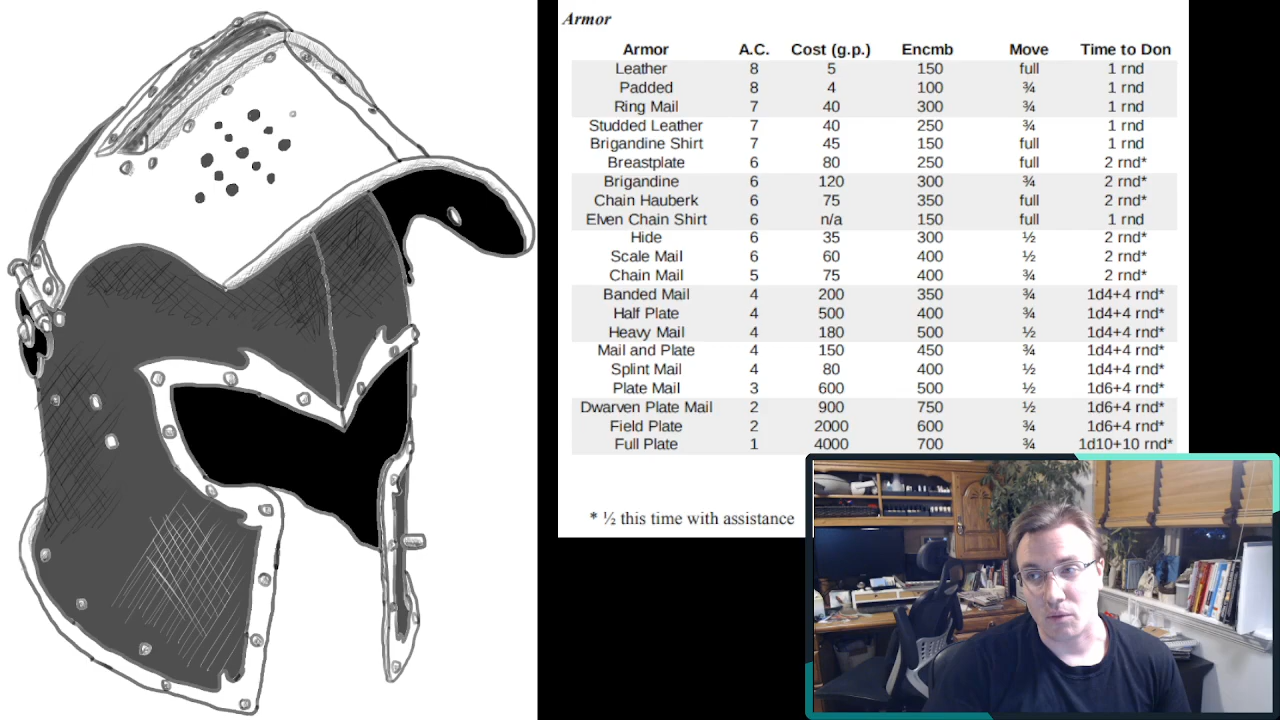 Armor
Armor A.C. Cost (g.p.) Encmb Move Time to Don
Leather 8 5 150 full 1 rnd
Padded 8 4 100 ¾ 1 rnd
Ring Mail 7 40 300 ¾ 1 rnd
Studded Leather 7 40 250 ¾ 1 rnd
Brigandine Shirt 7 45 150 full 1 rnd
Breastplate 6 80 250 full 2 rnd*
Brigandine 6 120 300 ¾ 2 rnd*
Chain Hauberk 6 75 350 full 2 rnd*
Elven Chain Shirt 6 n/a 150 full 1 rnd
Hide 6 35 300 ½ 2 rnd*
Scale Mail 6 60 400 ½ 2 rnd*
Chain Mail 5 75 400 ¾ 2 rnd*
Banded Mail 4 200 350 ¾ 1d4+4 rnd*
Half Plate 4 500 400 ¾ 1d4+4 rnd*
Heavy Mail 4 180 500 ½ 1d4+4 rnd*
Mail and Plate 4 150 450 ¾ 1d4+4 rnd*
Splint Mail 4 80 400 ½ 1d4+4 rnd*
Plate Mail 3 600 500 ½ 1d6+4 rnd*
Dwarven Plate Mail 2 900 750 ½ 1d6+4 rnd*
Field Plate 2 2000 600 ¾ 1d6+4 rnd*
Full Plate 1 4000 700 ¾ 1d10+10 rnd*
* ½ this time with assistance